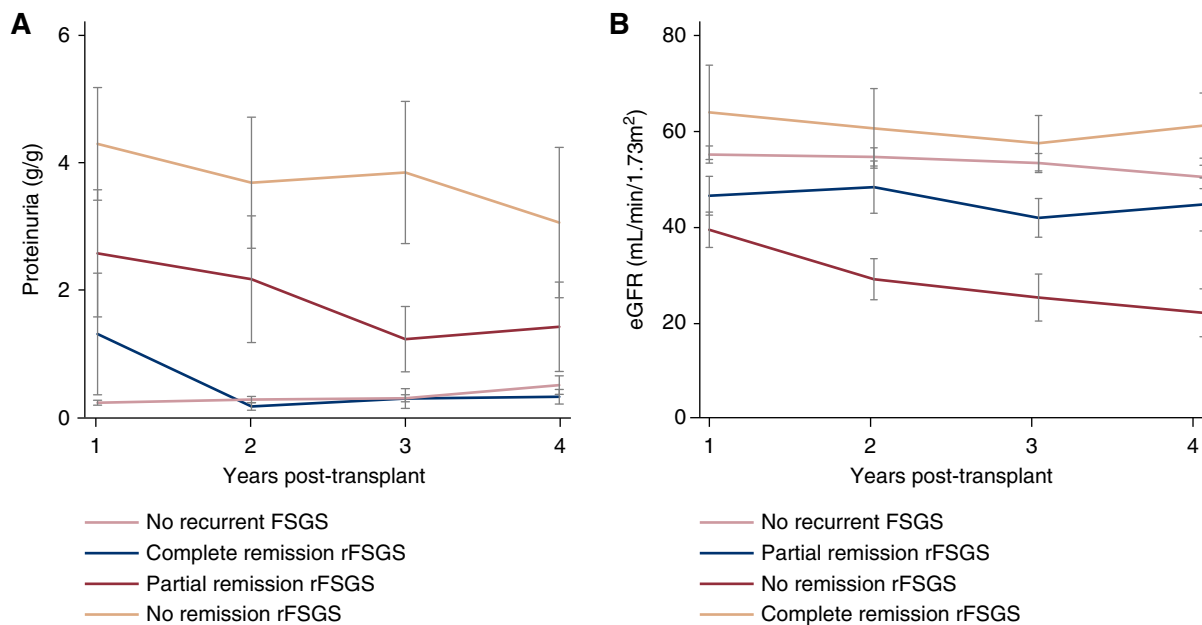 A
6
4
2
0
Proteinuria (g/g)
1 2 3 4
Years post-transplant
No recurrent FSGS
Complete remission rFSGS
Partial remission rFSGS
No remission rFSGS
B
80
60
40
20
0
eGFR (mL/min/1.73m²)
1 2 3 4
Years post-transplant
No recurrent FSGS
Partial remission rFSGS
No remission rFSGS
Complete remission rFSGS